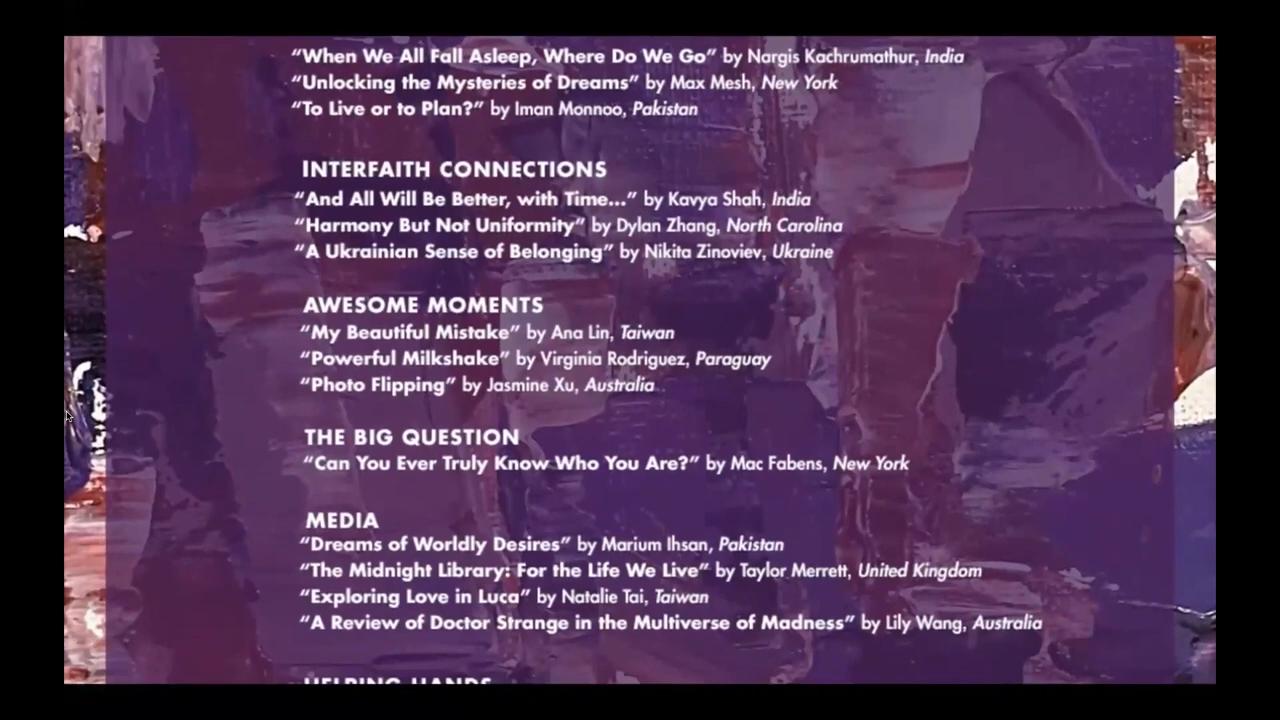 “When We All Fall Asleep, Where Do We Go” by Nargis Kachrumathur, India
“Unlocking the Mysteries of Dreams” by Max Mesh, New York
“To Live or to Plan?” by Iman Monnoo, Pakistan
INTERFAITH CONNECTIONS
“And All Will Be Better, with Time...” by Kavya Shah, India
“Harmony But Not Uniformity” by Dylan Zhang, North Carolina
“A Ukrainian Sense of Belonging” by Nikita Zinoviev, Ukraine
AWESOME MOMENTS
“My Beautiful Mistake” by Ana Lin, Taiwan
“Powerful Milkshake” by Virginia Rodriguez, Paraguay
“Photo Flipping” by Jasmine Xu, Australia
THE BIG QUESTION
“Can You Ever Truly Know Who You Are?” by Mac Fabens, New York
MEDIA
“Dreams of Worldly Desires” by Marium Ihsan, Pakistan
“The Midnight Library: For the Life We Live” by Taylor Merrett, United Kingdom
“Exploring Love in Luca” by Natalie Tai, Taiwan
“A Review of Doctor Strange in the Multiverse of Madness” by Lily Wang, Australia
HELPING HANDS